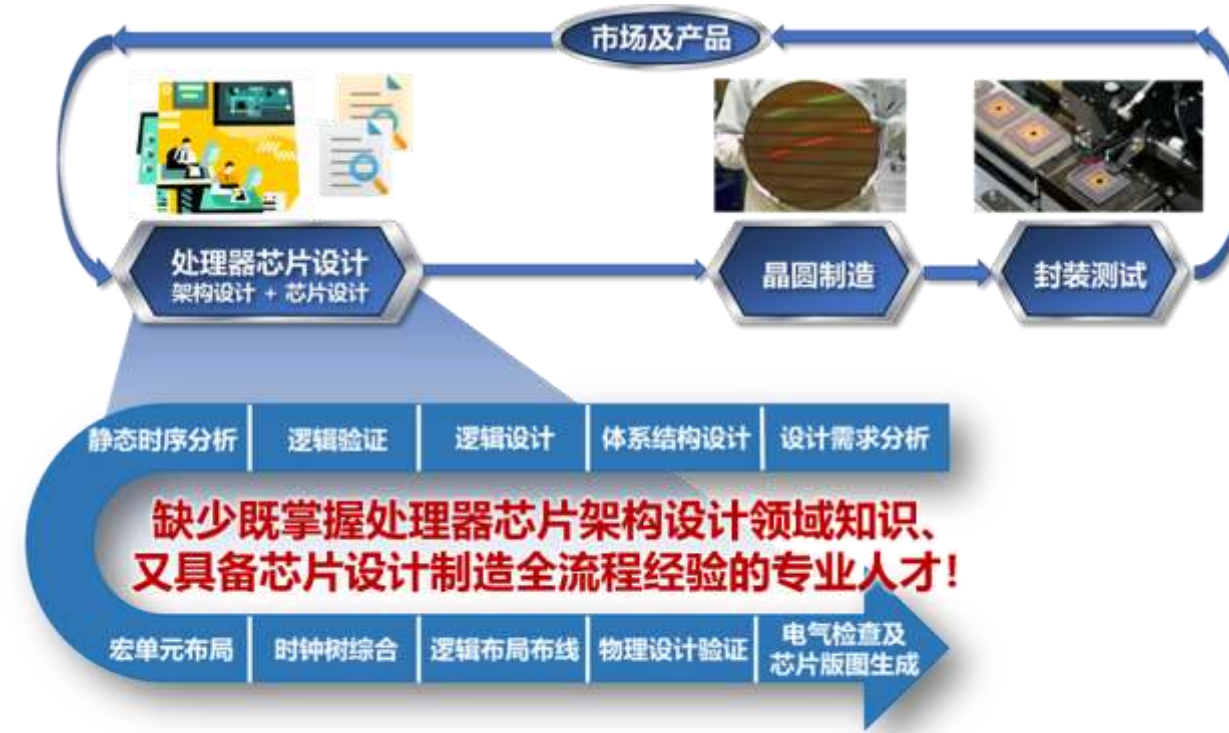 市场及产品
处理器芯片设计
架构设计 + 芯片设计
晶圆制造
封装测试
静态时序分析
逻辑验证
逻辑设计
体系结构设计
设计需求分析
缺少既掌握处理器芯片架构设计领域知识、
又具备芯片设计制造全流程经验的专业人才!
宏单元布局
时钟树综合
逻辑布局布线
物理设计验证
电气检查及
芯片版图生成